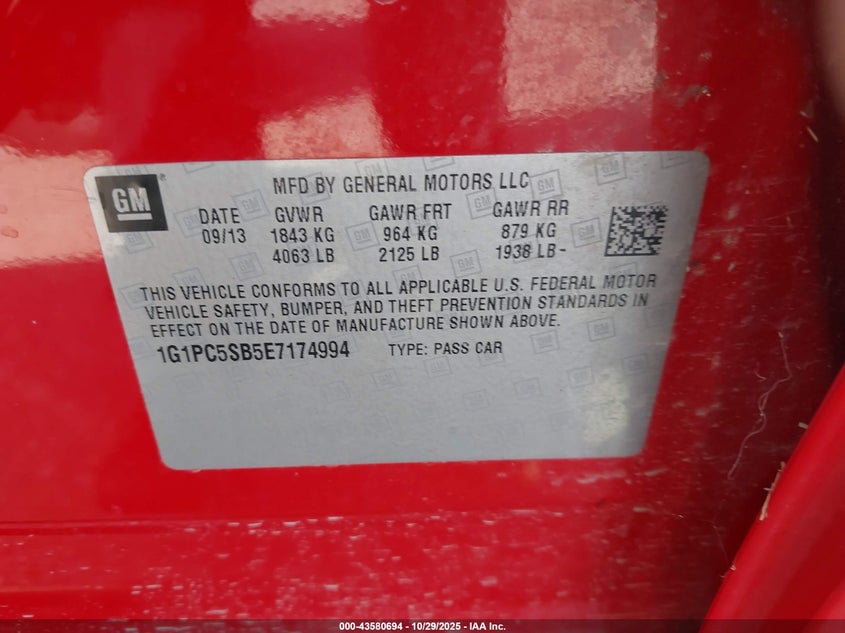 GM
MFD BY GENERAL MOTORS LLC
DATE GVWR GAWR FRT GAWR RR
09/13 1843 KG 964 KG 879 KG
4063 LB 2125 LB 1938 LB-
THIS VEHICLE CONFORMS TO ALL APPLICABLE U.S. FEDERAL MOTOR
VEHICLE SAFETY, BUMPER, AND THEFT PREVENTION STANDARDS IN
EFFECT ON THE DATE OF MANUFACTURE SHOWN ABOVE.
1G1PC5SB5E7174994 TYPE: PASS CAR
000-43580694 - 10/29/2025 - IAA Inc.